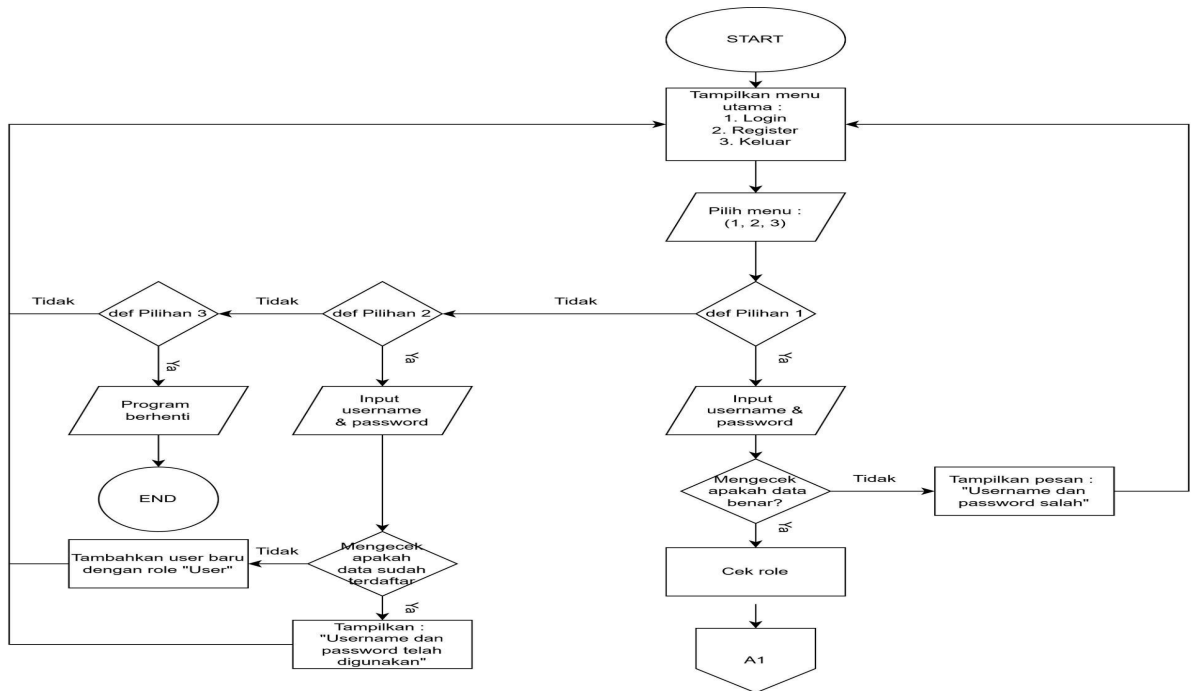 START
Tampilkan menu
utama :
1. Login
2. Register
3. Keluar
Pilih menu :
(1, 2, 3)
Tidak
def Pilihan 3
Tidak
def Pilihan 2
Tidak
def Pilihan 1
Ya
Ya
Ya
Program
berhenti
Input
username
& password
Input
username &
password
END
Mengecek
apakah data
benar?
Tidak
Tampilkan pesan :
"Username dan
password salah"
Ya
Tambahkan user baru
dengan role "User"
Tidak
Mengecek
apakah
data sudah
terdaftar
Cek role
Ya
Tampilkan :
"Username dan
password telah
digunakan"
A1